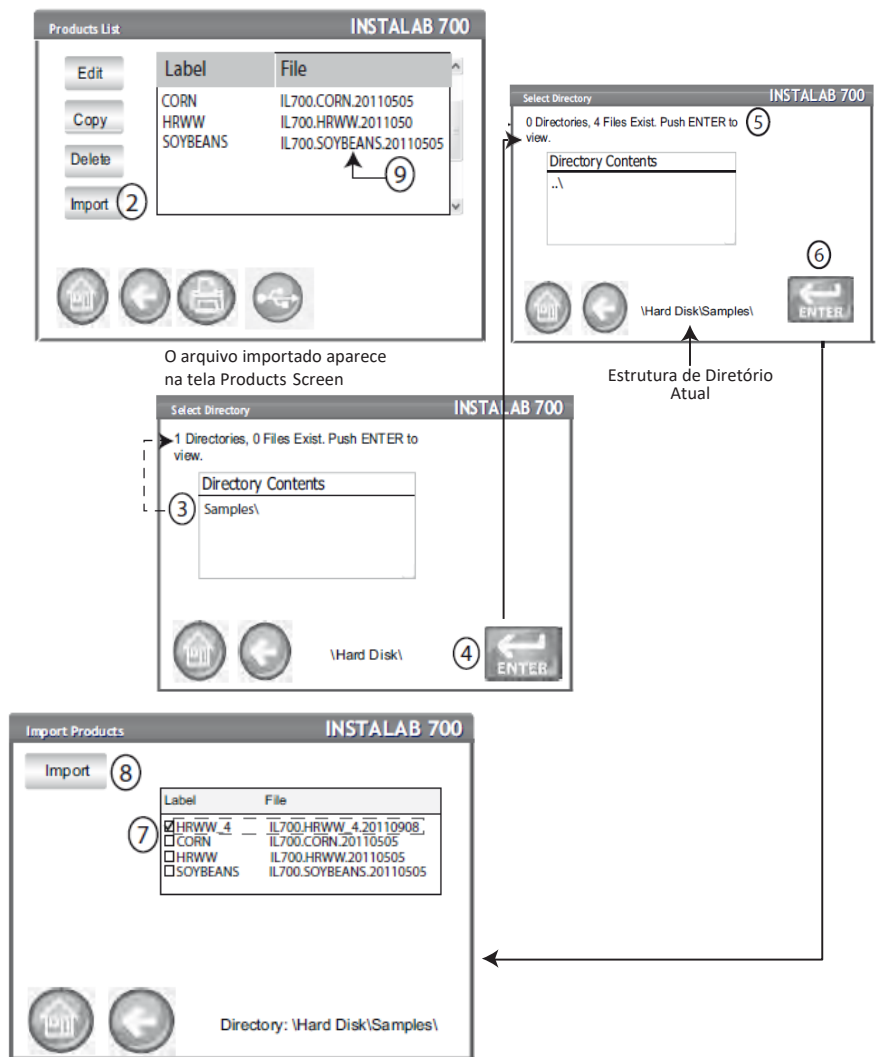 Products List INSTALAB 700
Edit
Copy
Delete
Import 2
Label File
CORN IL700.CORN.20110505
HRWW IL700.HRWW.2011050
SOYBEANS IL700.SOYBEANS.20110505
9
O arquivo importado aparece
na tela Products Screen
Select Directory INSTALAB 700
0 Directories, 4 Files Exist. Push ENTER to 5
view.
Directory Contents
..\
6
ENTER
\Hard Disk\Samples\
Estrutura de Diretório
Atual
Select Directory INSTALAB 700
1 Directories, 0 Files Exist. Push ENTER to
view.
Directory Contents
3 Samples\
\Hard Disk\ 4 ENTER
Import Products INSTALAB 700
Import 8
Label File
7
HRWW_4 IL700.HRWW_4.20110908
CORN IL700.CORN.20110505
HRWW IL700.HRWW.20110505
SOYBEANS IL700.SOYBEANS.20110505
Directory: \Hard Disk\Samples\